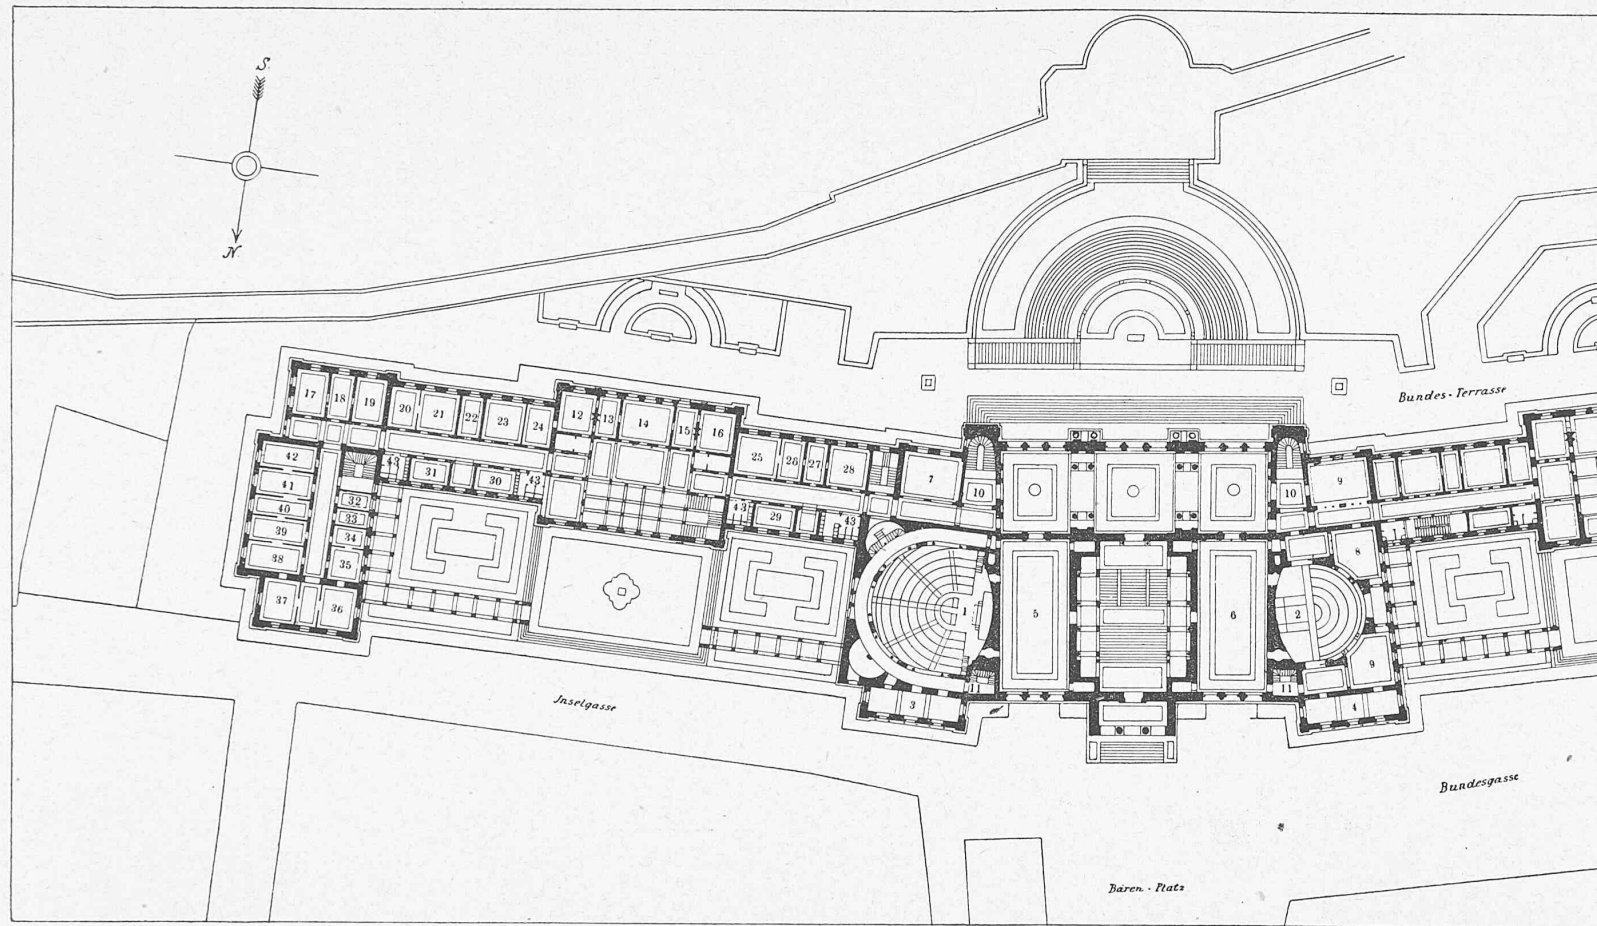 S.
N.
Bundes-Terrasse
17 18 19 20 21 22 23 24 12 13 14 15 16
25 26 27 28 7 10 10 9
42 43 31 30 43
41 32 43 29 43
40 33
39 34 8
38 35
37 36 1 5 6 2
9
11 11
3 4
Inselgasse
Bundesgasse
Bären-Platz